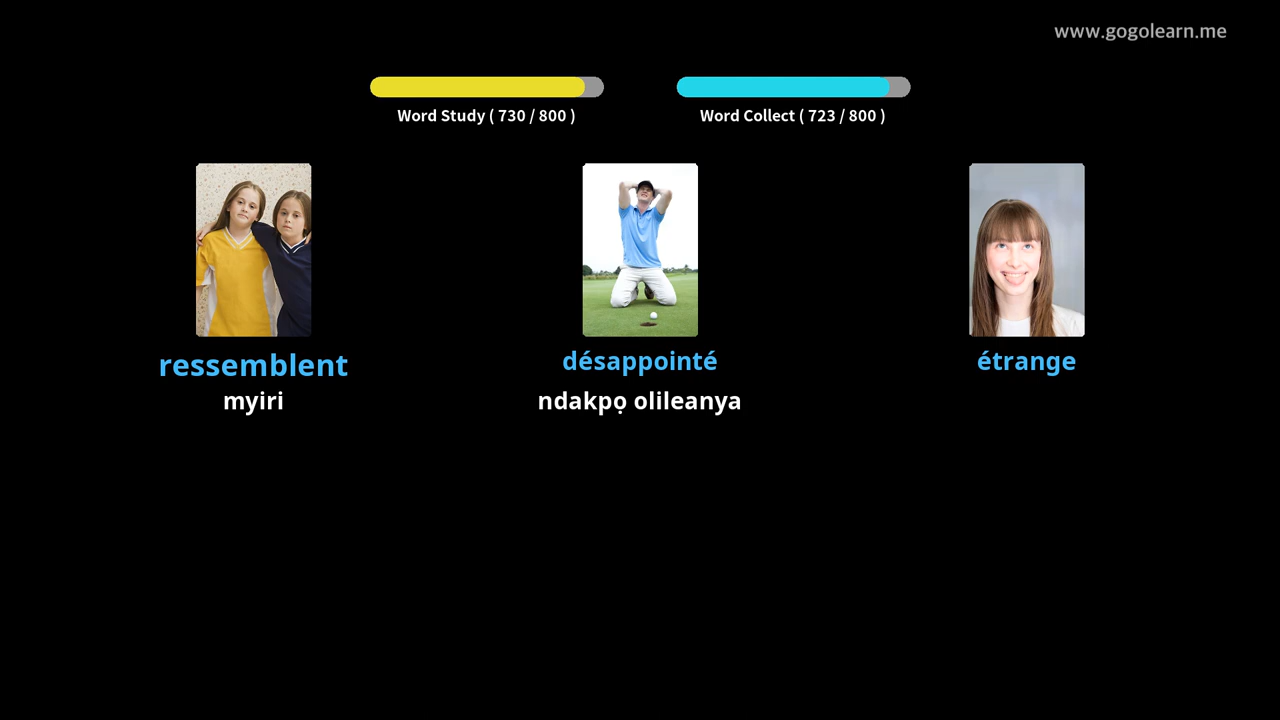 www.gogolearn.me
Word Study ( 730 / 800 )
Word Collect ( 723 / 800 )
ressemblent
désappointé
étrange
myiri
ndakpọ olileanya